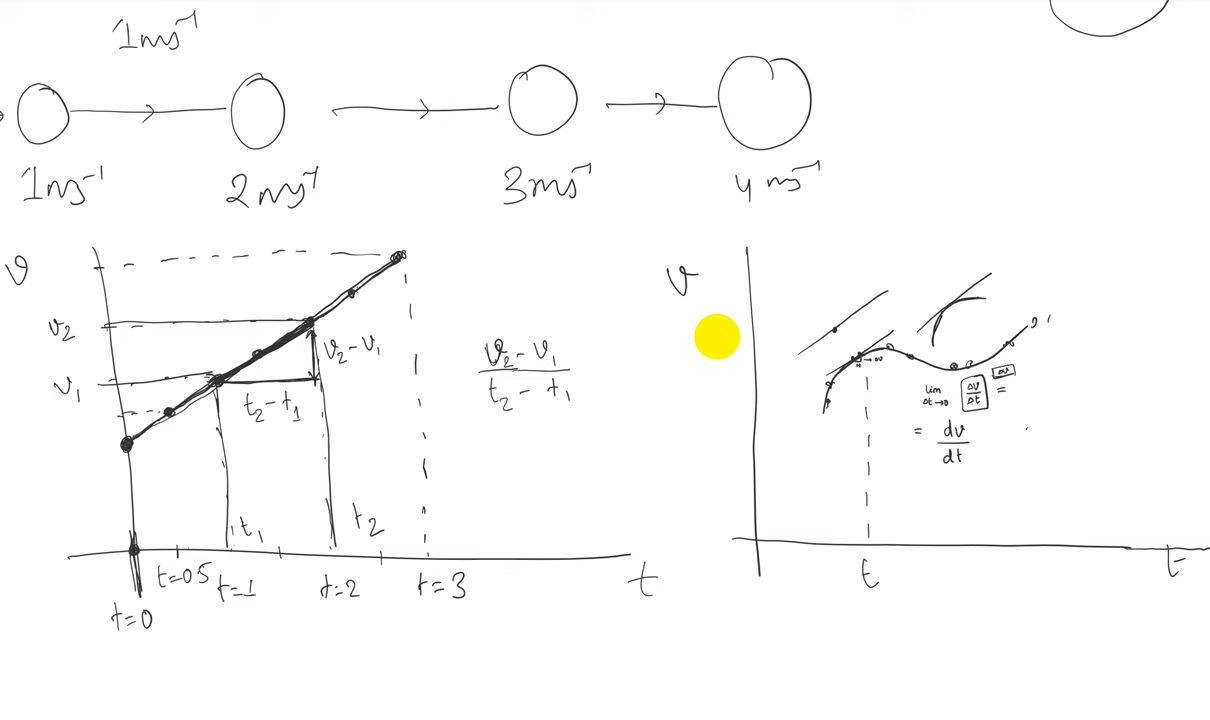 1ms⁻¹
1ms⁻¹ 2ms⁻¹ 3ms⁻¹ 4ms⁻¹
v
v₂
v₁
v₂-v₁
t₂-t₁
v₂-v₁
t₂-t₁
t₁
t₂
t=0
t=0.5
t=1
t=2
t=3
t
v
lim
Δt→0
Δv
Δt
Δv
=
= dv
dt
t
t